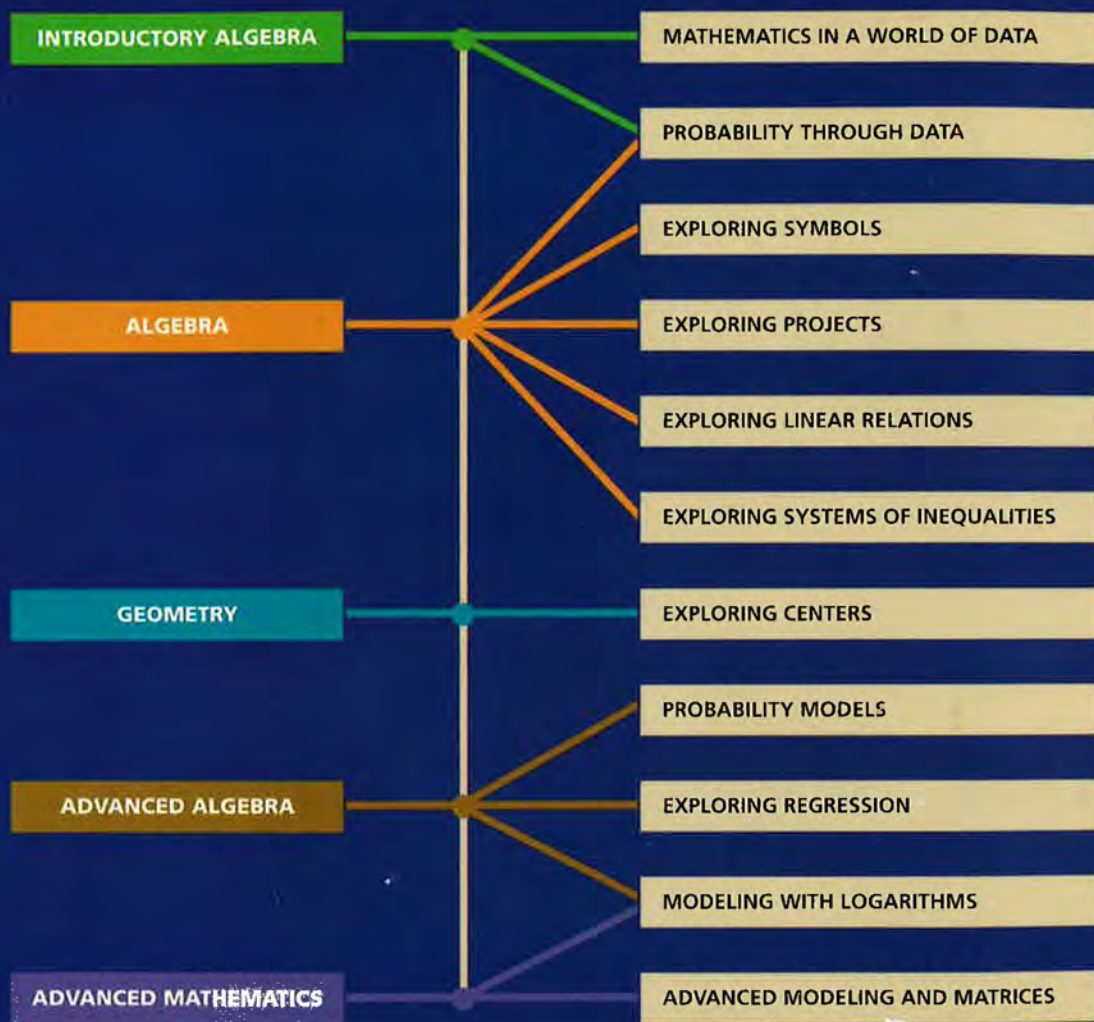 INTRODUCTORY ALGEBRA
MATHEMATICS IN A WORLD OF DATA
PROBABILITY THROUGH DATA
EXPLORING SYMBOLS
ALGEBRA
EXPLORING PROJECTS
EXPLORING LINEAR RELATIONS
EXPLORING SYSTEMS OF INEQUALITIES
GEOMETRY
EXPLORING CENTERS
PROBABILITY MODELS
ADVANCED ALGEBRA
EXPLORING REGRESSION
MODELING WITH LOGARITHMS
ADVANCED MATHEMATICS
ADVANCED MODELING AND MATRICES